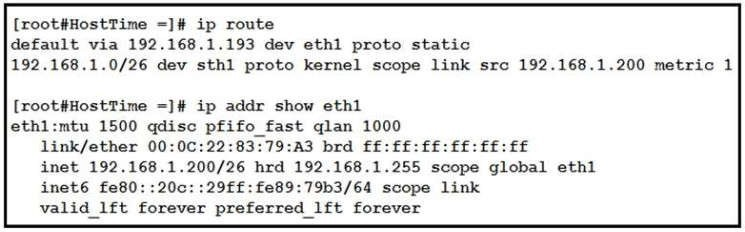 [root#HostTime =]# ip route
default via 192.168.1.193 dev eth1 proto static
192.168.1.0/26 dev sth1 proto kernel scope link src 192.168.1.200 metric 1
[root#HostTime =]# ip addr show eth1
eth1:mtu 1500 qdisc pfifo_fast qlan 1000
link/ether 00:0C:22:83:79:A3 brd ff:ff:ff:ff:ff:ff
inet 192.168.1.200/26 hrd 192.168.1.255 scope global eth1
inet6 fe80::20c::29ff:fe89:79b3/64 scope link
valid_lft forever preferred_lft forever